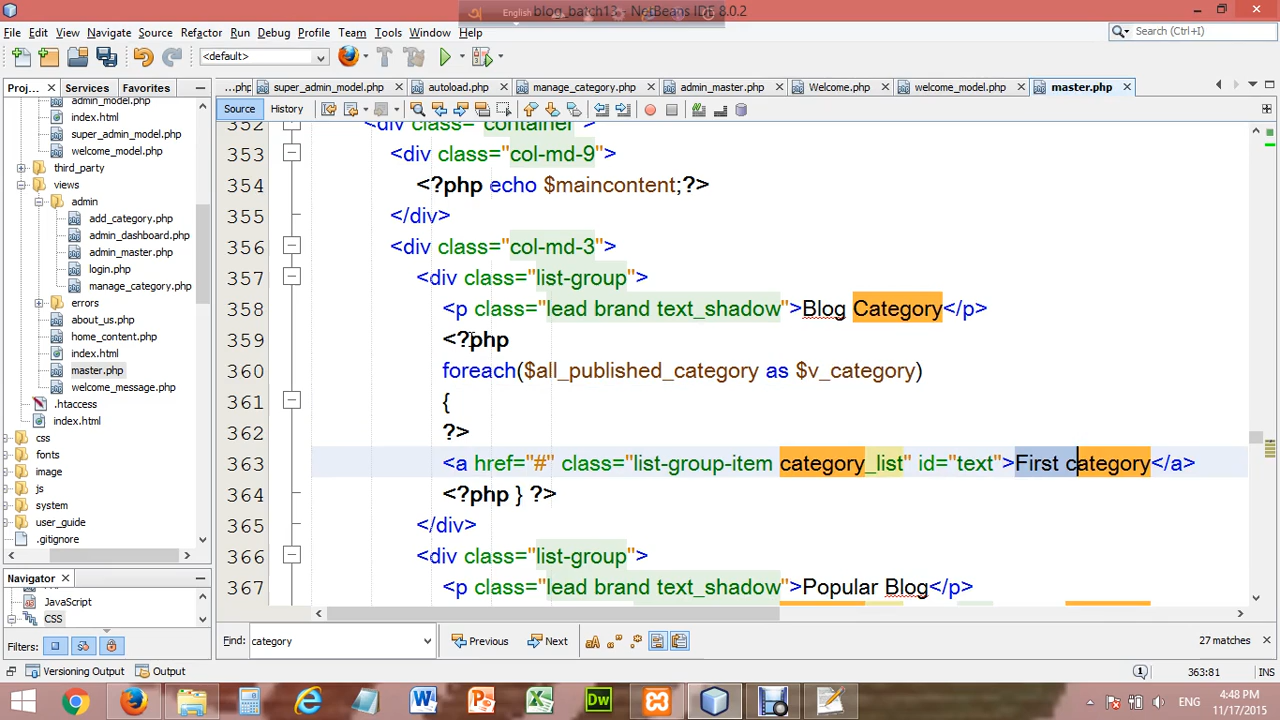 blog_batch13 - NetBeans IDE 8.0.2
English
File Edit View Navigate Source Refactor Run Debug Profile Team Tools Window Help
Search (Ctrl+I)
<default>
Proj... Services Favorites
...php super_admin_model.php autoload.php manage_category.php admin_master.php Welcome.php welcome_model.php master.php
Source History
admin_model.php
index.html
super_admin_model.php
welcome_model.php
third_party
views
admin
add_category.php
admin_dashboard.php
admin_master.php
login.php
manage_category.php
errors
about_us.php
home_content.php
index.html
master.php
welcome_message.php
.htaccess
index.html
css
fonts
image
js
system
user_guide
.gitignore
352 <div class="container">
353 <div class="col-md-9">
354 <?php echo $maincontent;?>
355 </div>
356 <div class="col-md-3">
357 <div class="list-group">
358 <p class="lead brand text_shadow">Blog Category</p>
359 <?php
360 foreach($all_published_category as $v_category)
361 {
362 ?>
363 <a href="#" class="list-group-item category_list" id="text">First category</a>
364 <?php } ?>
365 </div>
366 <div class="list-group">
367 <p class="lead brand text_shadow">Popular Blog</p>
Navigator
JavaScript
CSS
Filters:
Find: category Previous Next 27 matches
Versioning Output Output 363:81 INS
ENG
4:48 PM
11/17/2015